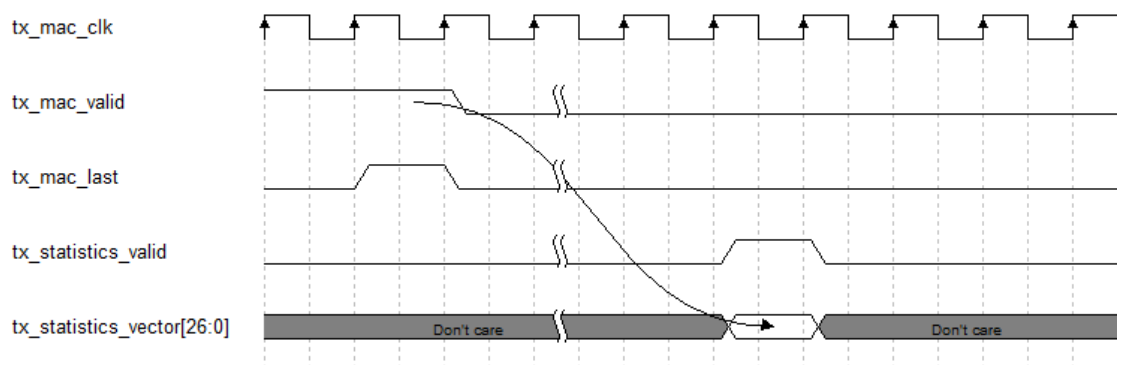 tx_mac_clk
tx_mac_valid
tx_mac_last
tx_statistics_valid
tx_statistics_vector[26:0]
Don't care
Don't care